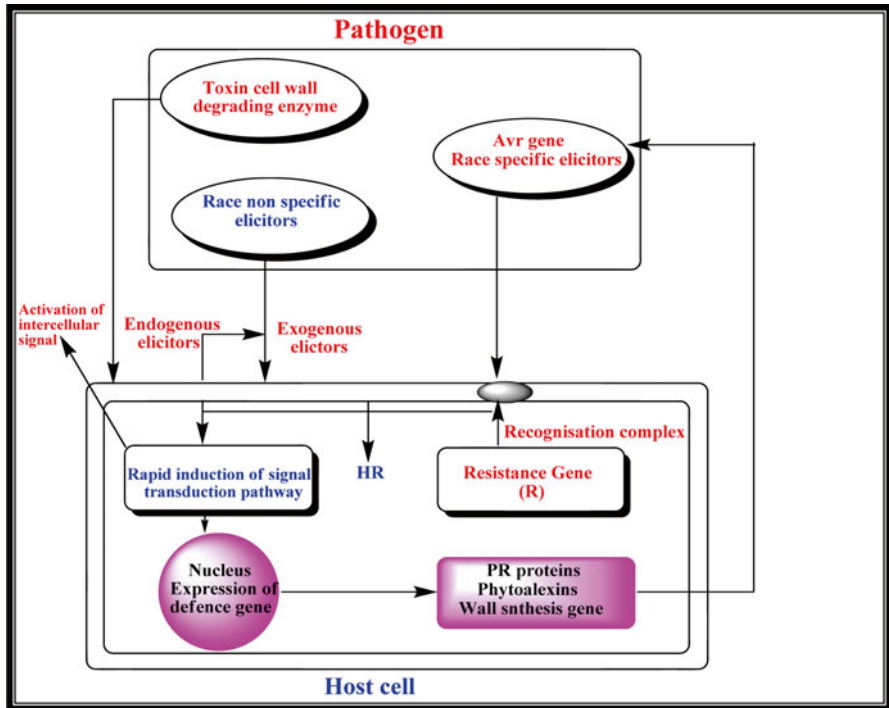 Pathogen
Toxin cell wall
degrading enzyme
Avr gene
Race specific elicitors
Race non specific
elicitors
Activation of
intercellular
signal
Endogenous
elicitors
Exogenous
elictors
Recognisation complex
Rapid induction of signal
transduction pathway
HR
Resistance Gene
(R)
Nucleus
Expression of
defence gene
PR proteins
Phytoalexins
Wall snthesis gene
Host cell